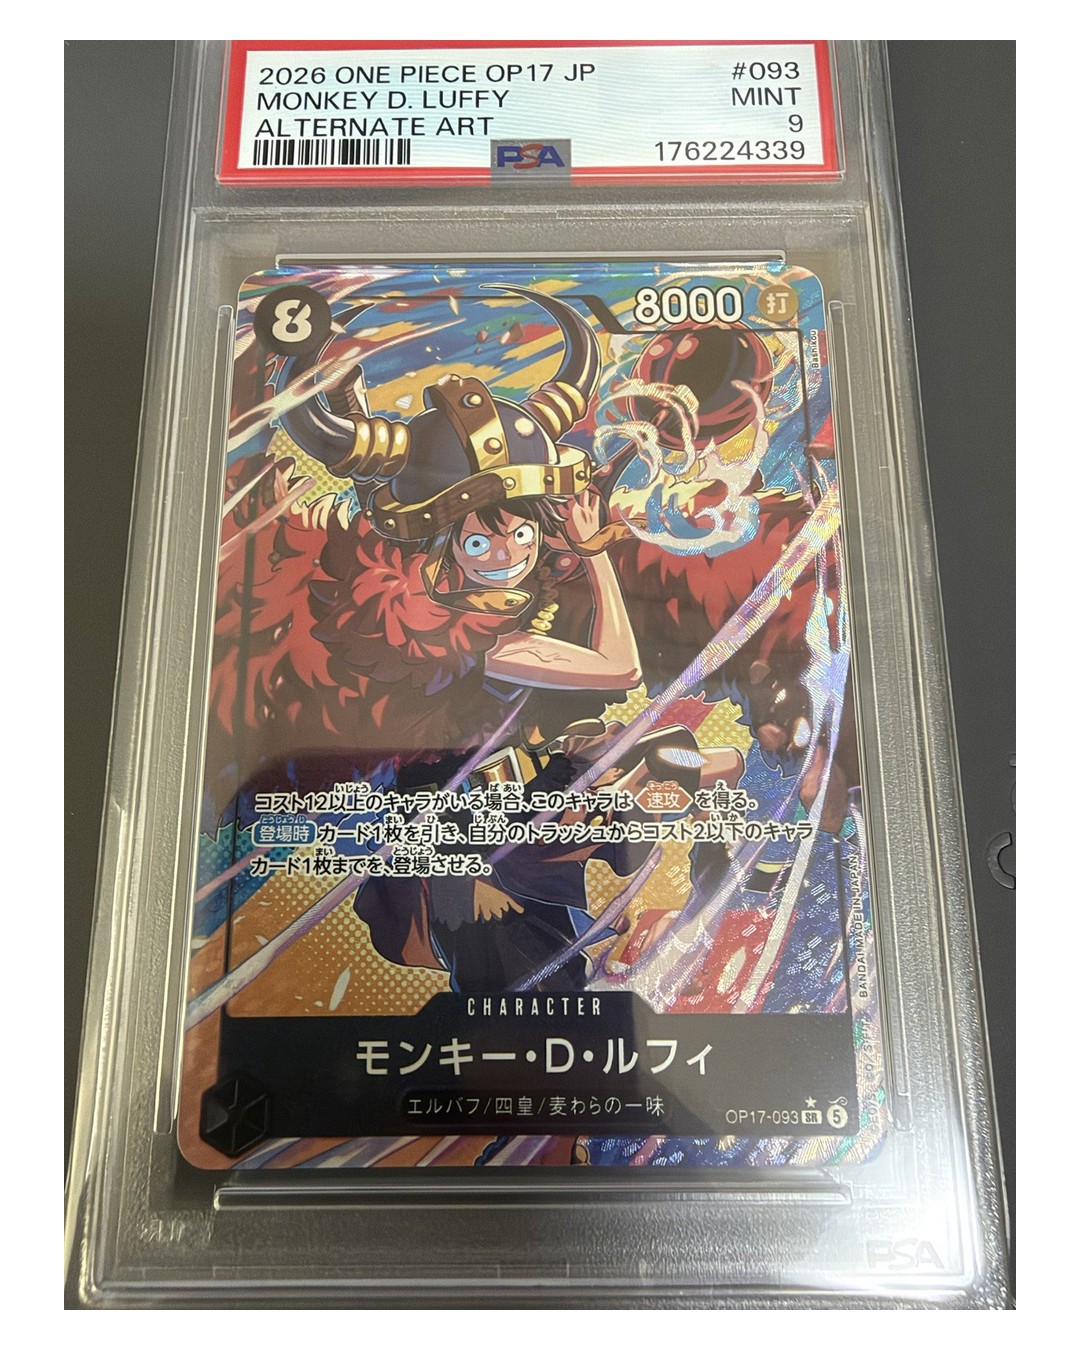 2026 ONE PIECE OP17 JP #093
MONKEY D. LUFFY MINT
ALTERNATE ART 9
PSA 176224339
8 8000 打
Bashikou
コスト12以上のキャラがいる場合、このキャラは 速攻 を得る。
登場時 カード1枚を引き、自分のトラッシュからコスト2以下のキャラ
カード1枚までを、登場させる。
BANDAI MADE IN JAPAN
CHARACTER
モンキー・D・ルフィ
エルバフ/四皇/麦わらの一味
OP17-093 SR 5
PSA